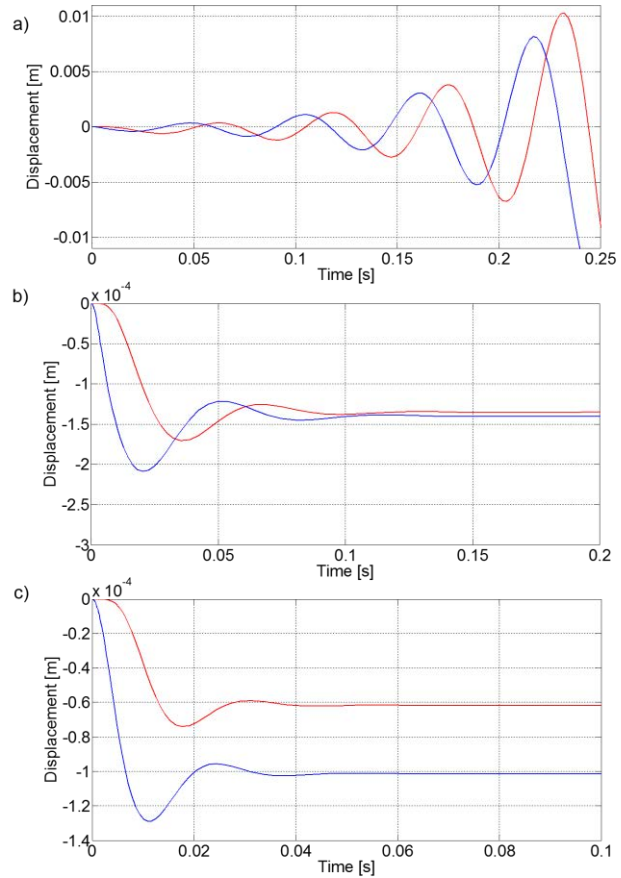 a)
0.01
0.005
0
-0.005
-0.01
Displacement [m]
0 0.05 0.1 0.15 0.2 0.25
Time [s]
b)
x 10⁻⁴
0
-0.5
-1
-1.5
-2
-2.5
-3
Displacement [m]
0 0.05 0.1 0.15 0.2
Time [s]
c)
x 10⁻⁴
0
-0.2
-0.4
-0.6
-0.8
-1
-1.2
-1.4
Displacement [m]
0 0.02 0.04 0.06 0.08 0.1
Time [s]